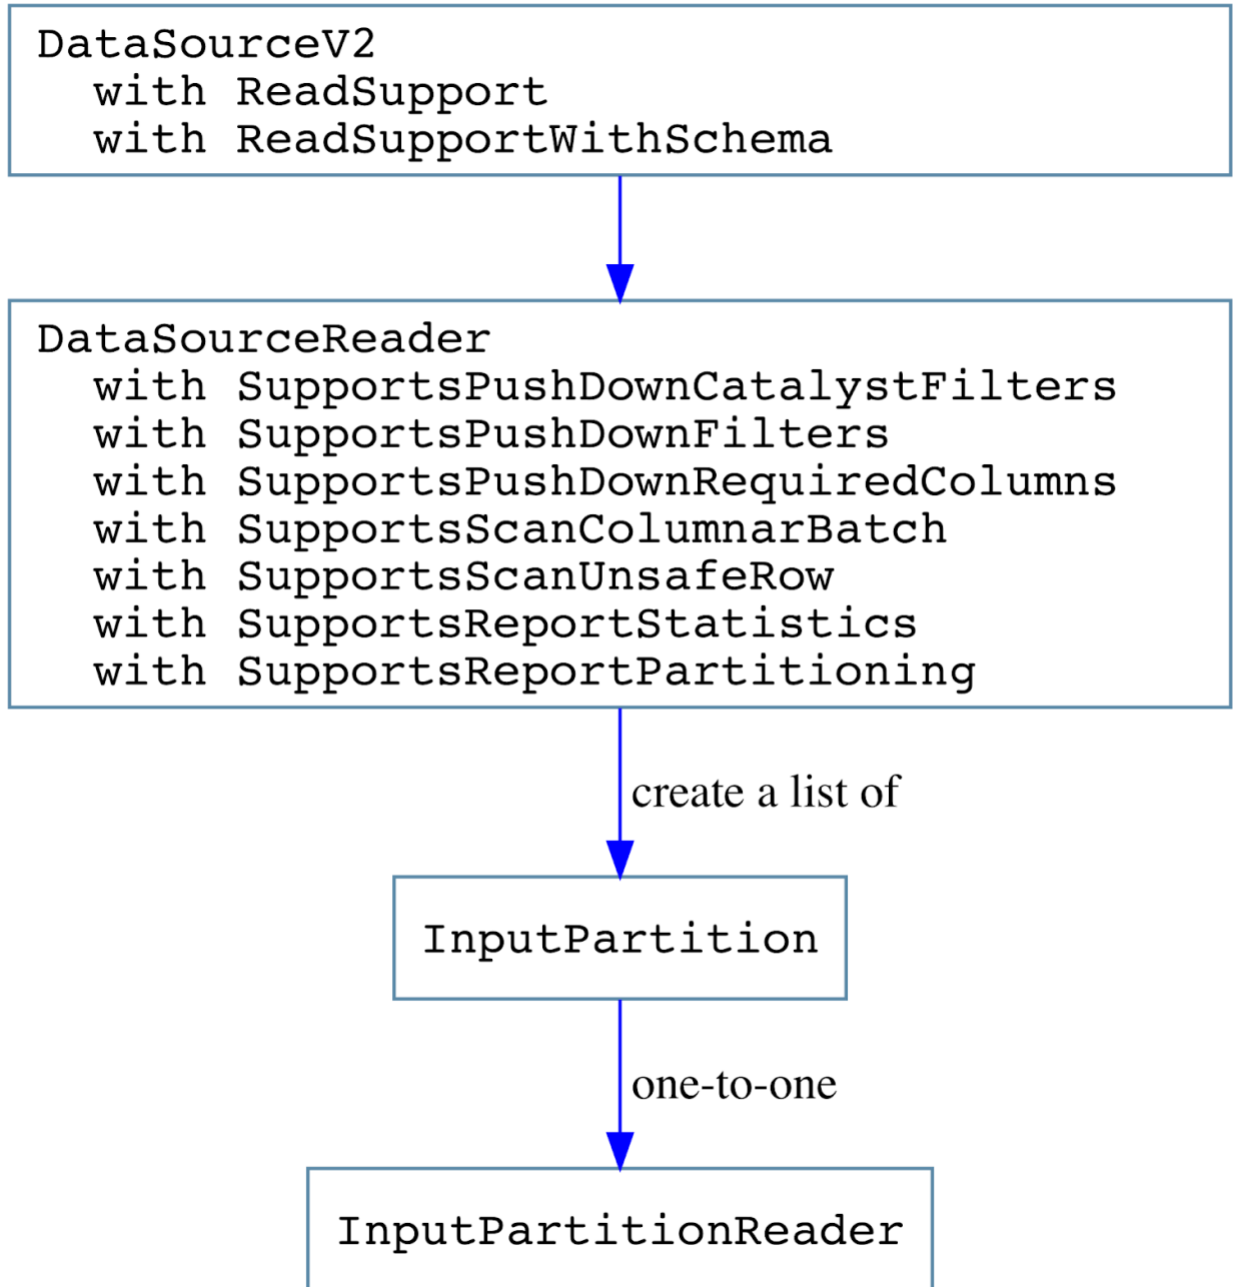 DataSourceV2
with ReadSupport
with ReadSupportWithSchema
DataSourceReader
with SupportsPushDownCatalystFilters
with SupportsPushDownFilters
with SupportsPushDownRequiredColumns
with SupportsScanColumnarBatch
with SupportsScanUnsafeRow
with SupportsReportStatistics
with SupportsReportPartitioning
create a list of
InputPartition
one-to-one
InputPartitionReader